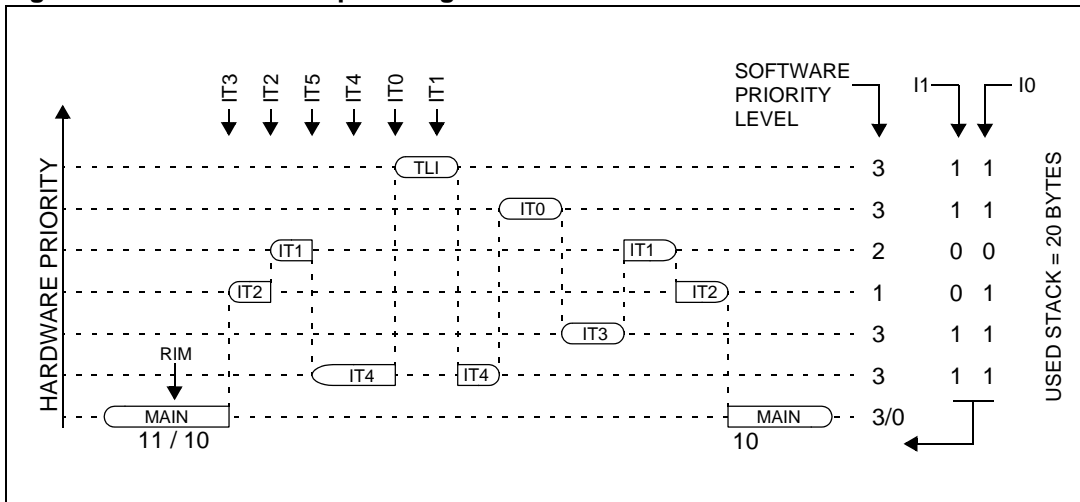 IT3
IT2
IT5
IT4
IT0
IT1
SOFTWARE
PRIORITY
LEVEL
I1
I0
HARDWARE PRIORITY
TLI
3
1 1
IT0
3
1 1
IT1
IT1
2
0 0
IT2
IT2
1
0 1
IT3
3
1 1
RIM
IT4
IT4
3
1 1
MAIN
MAIN
3/0
11 / 10
10
USED STACK = 20 BYTES